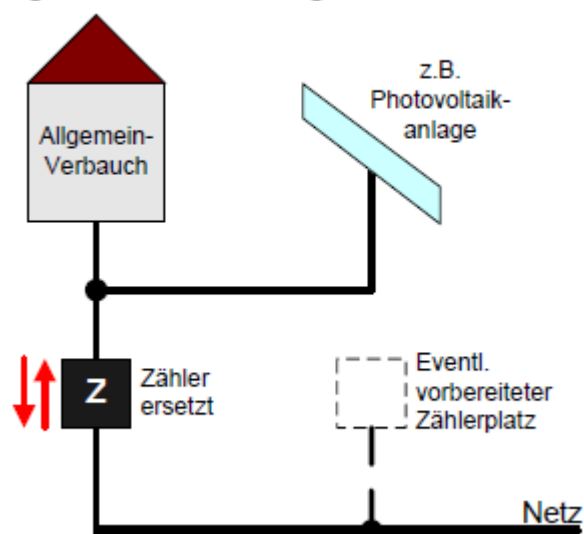 z.B.
Photovoltaik-
anlage
Allgemein-
Verbauch
Z
Zähler
ersetzt
Eventl.
vorbereiteter
Zählerplatz
Netz